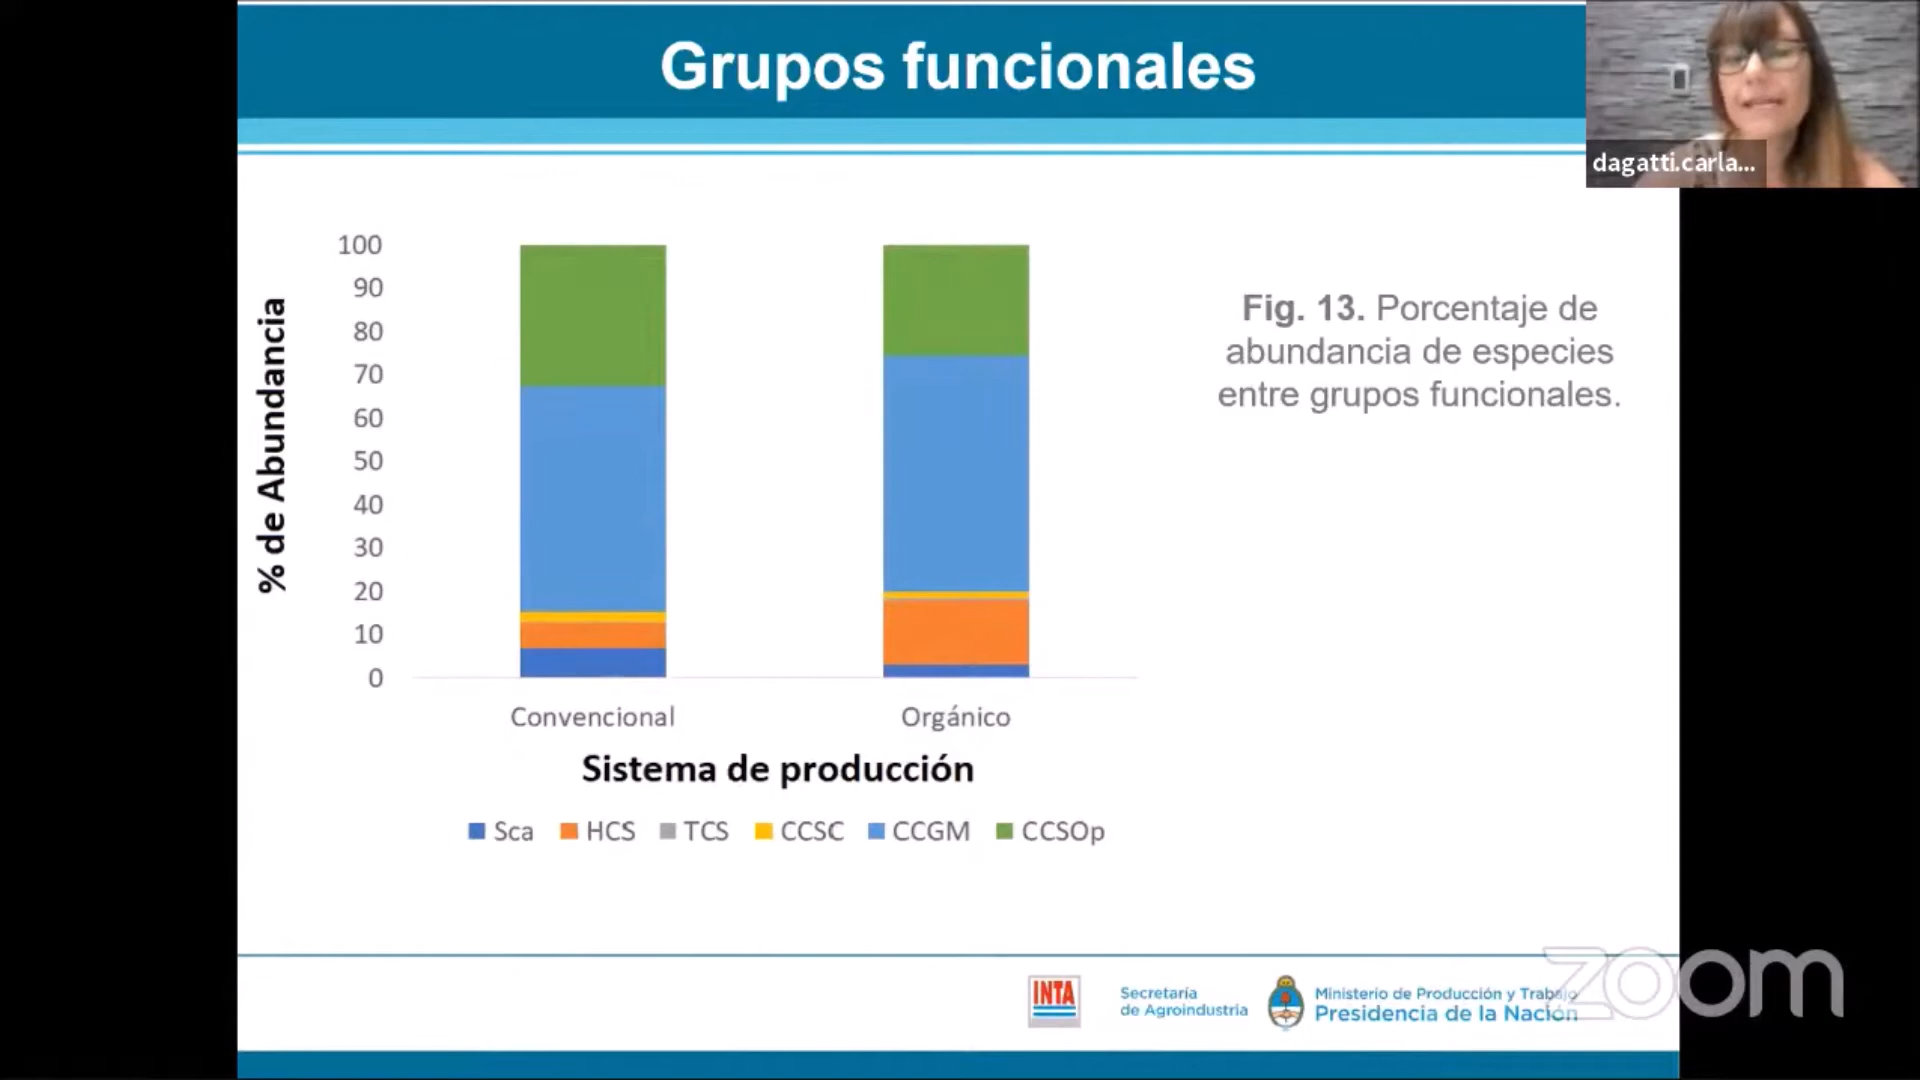 Grupos funcionales
dagatti.carla...
100
90
80
70
60
50
40
30
20
10
0
% de Abundancia
Fig. 13. Porcentaje de
abundancia de especies
entre grupos funcionales.
Convencional Orgánico
Sistema de producción
Sca HCS TCS CCSC CCGM CCSOp
INTA
Secretaría
de Agroindustria
Ministerio de Producción y Trabajo
Presidencia de la Nación
zoom